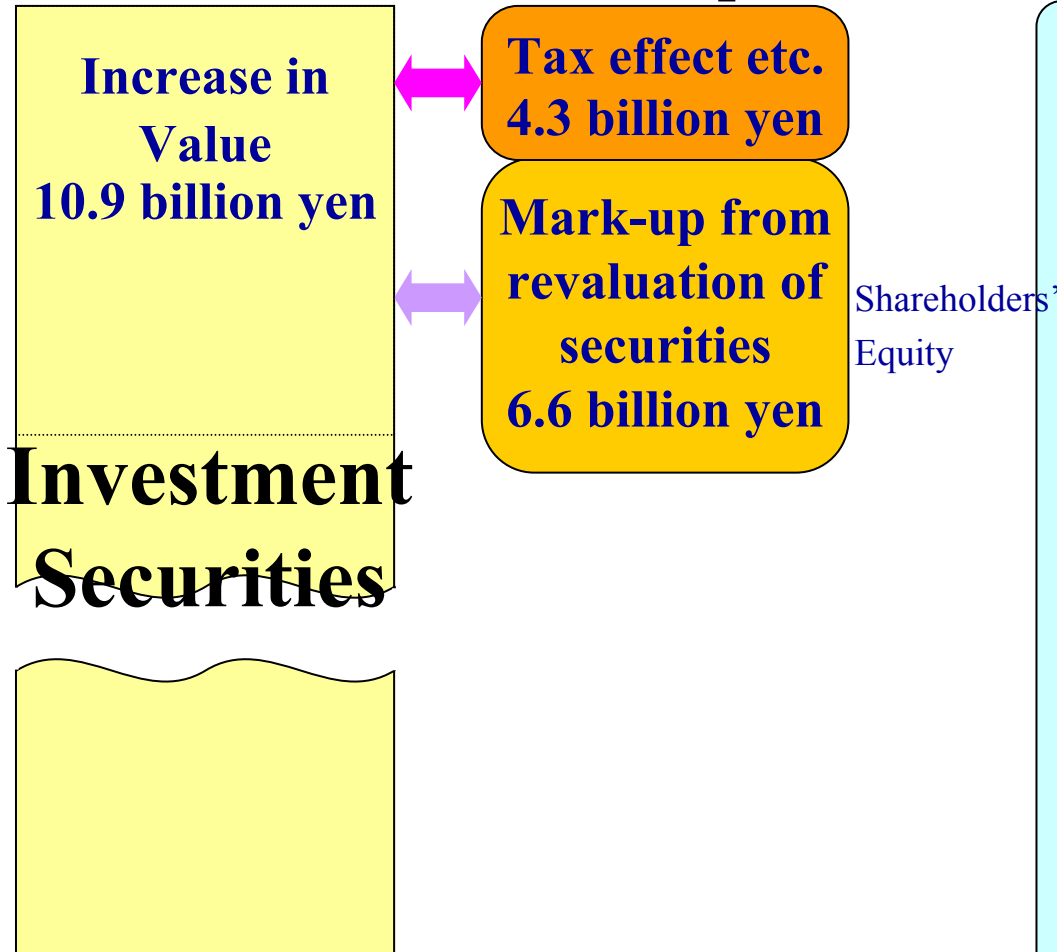 Increase in
Value
10.9 billion yen
Tax effect etc.
4.3 billion yen
Mark-up from
revaluation of
securities
6.6 billion yen
Shareholders’
Equity
Investment
Securities